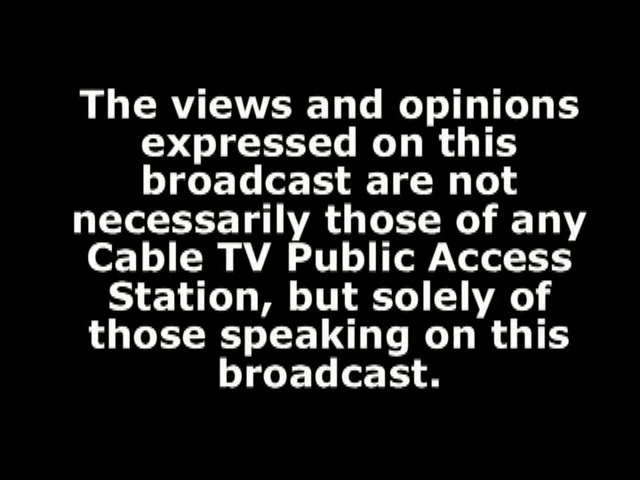 The views and opinions
expressed on this
broadcast are not
necessarily those of any
Cable TV Public Access
Station, but solely of
those speaking on this
broadcast.